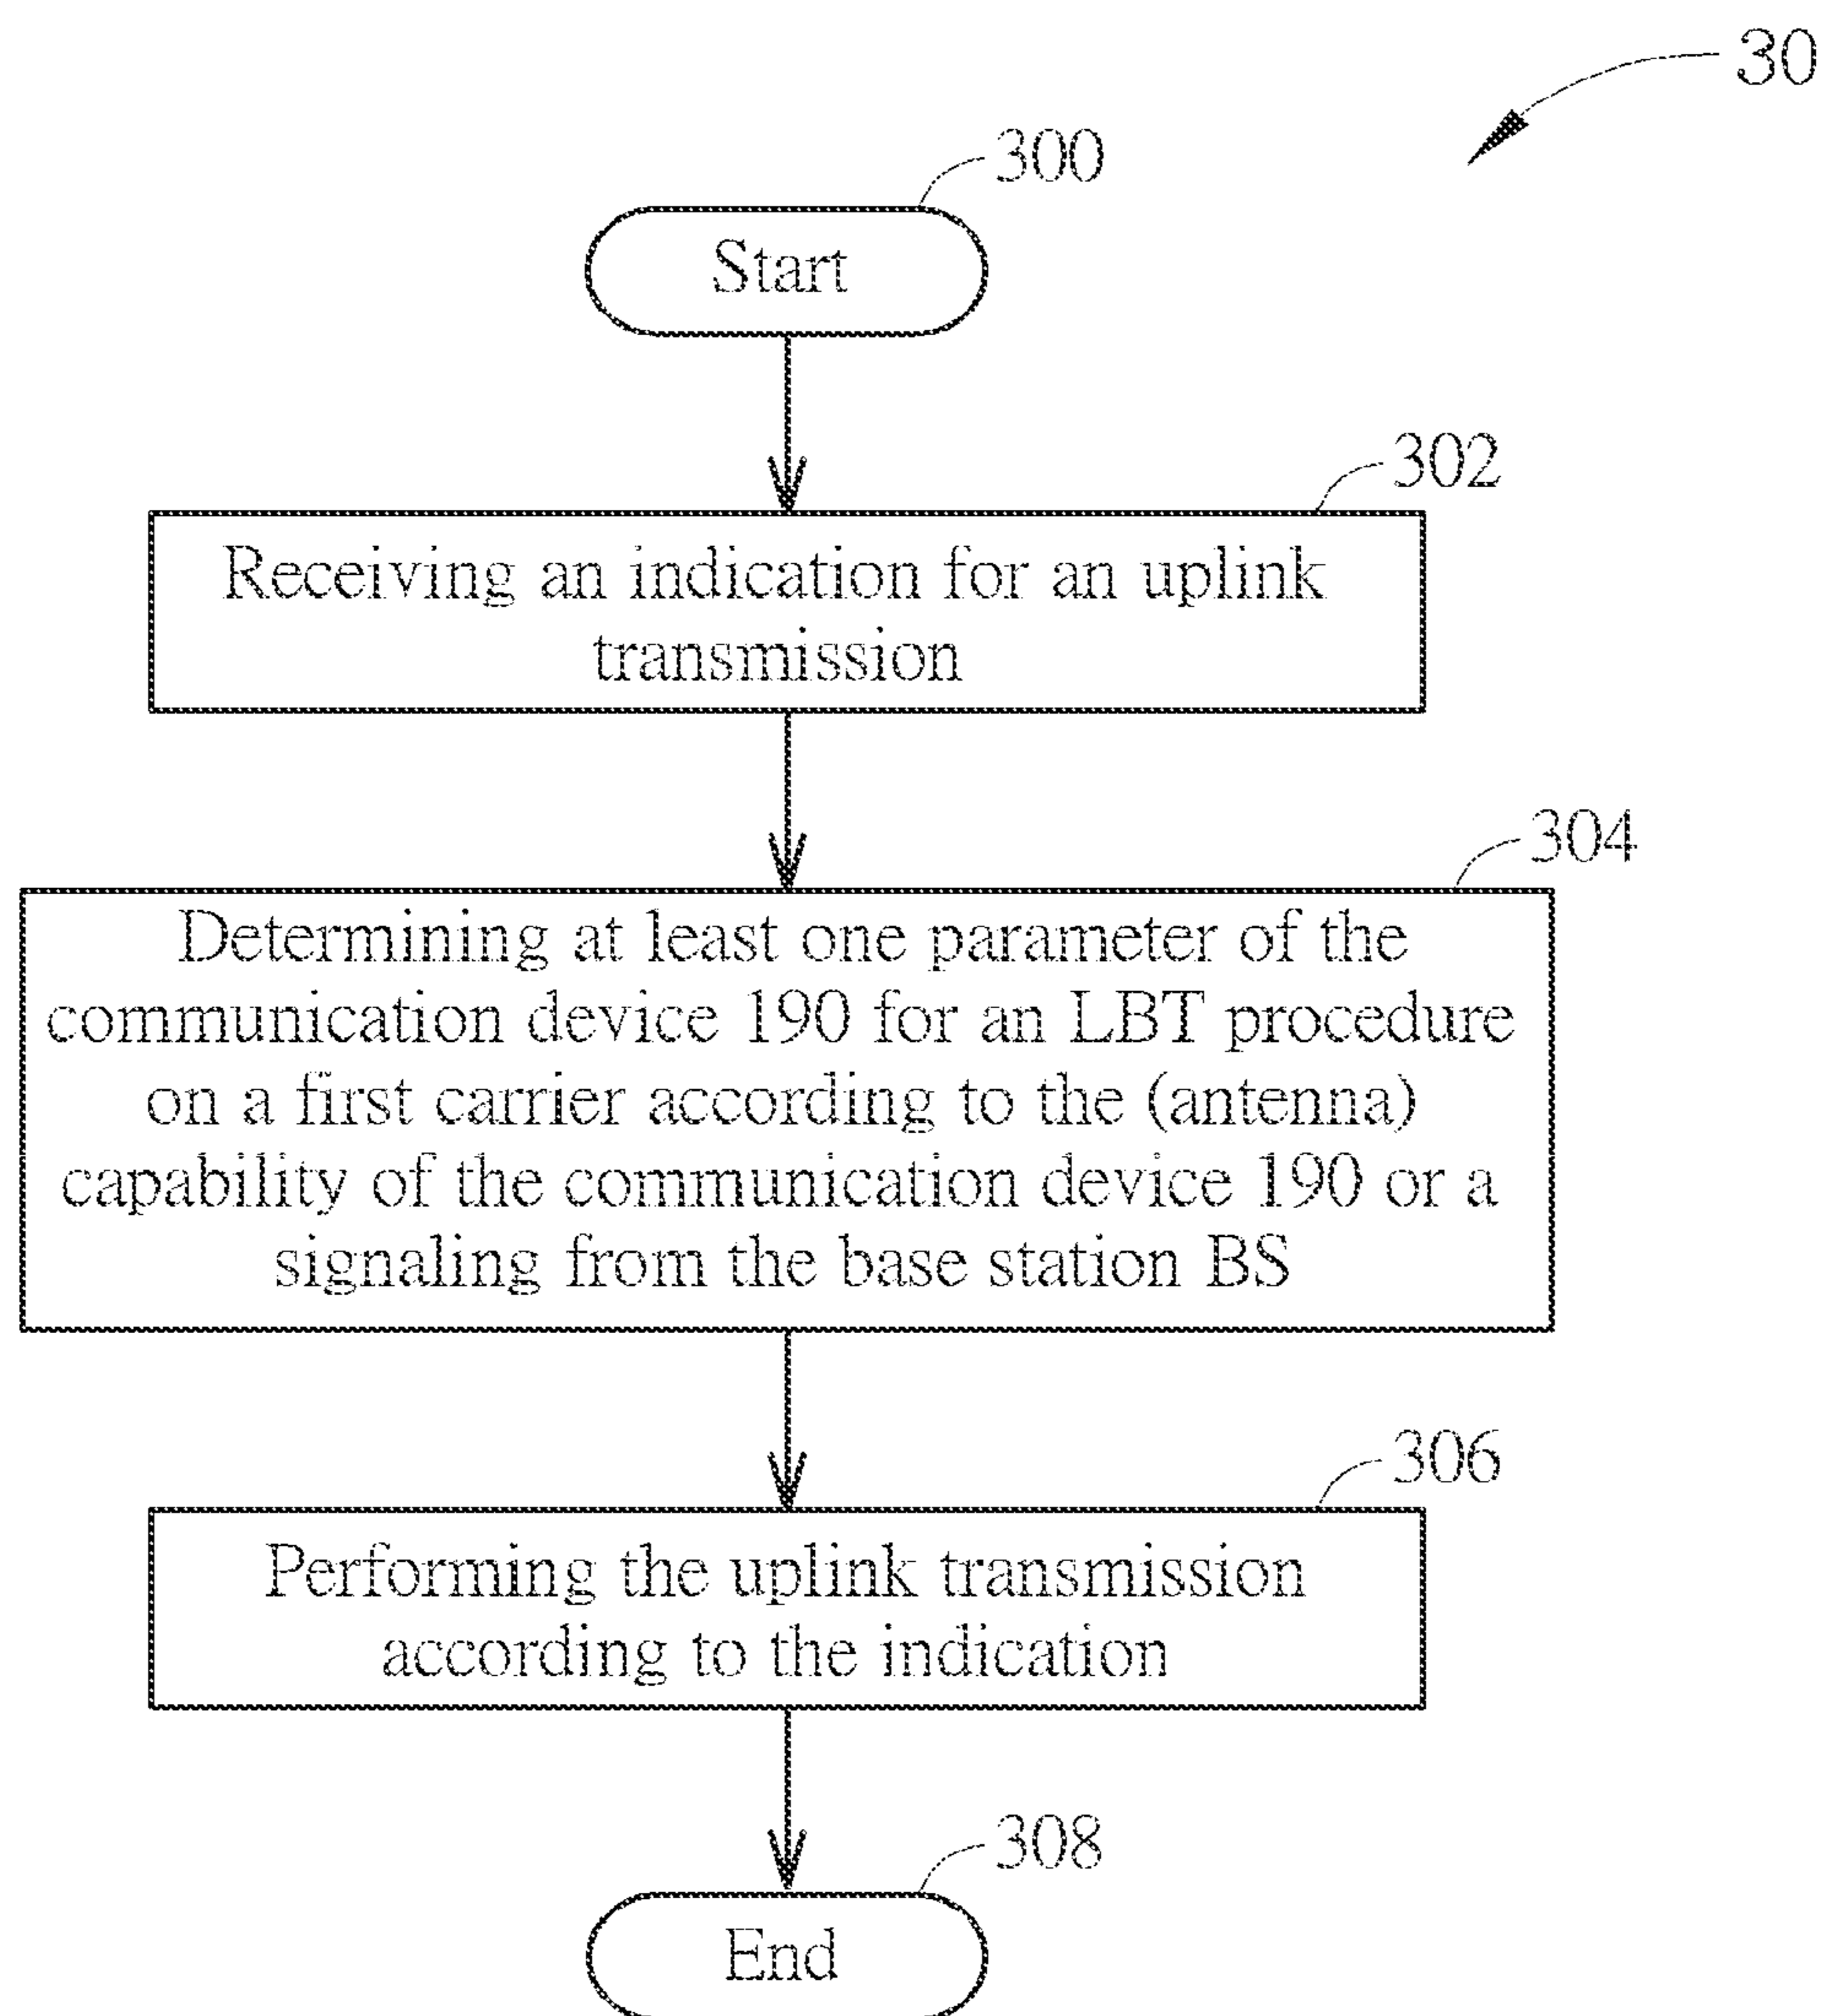 30
300
Start
302
Receiving an indication for an uplink
transmission
304
Determining at least one parameter of the
communication device 190 for an LBT procedure
on a first carrier according to the (antenna)
capability of the communication device 190 or a
signaling from the base station BS
306
Performing the uplink transmission
according to the indication
308
End